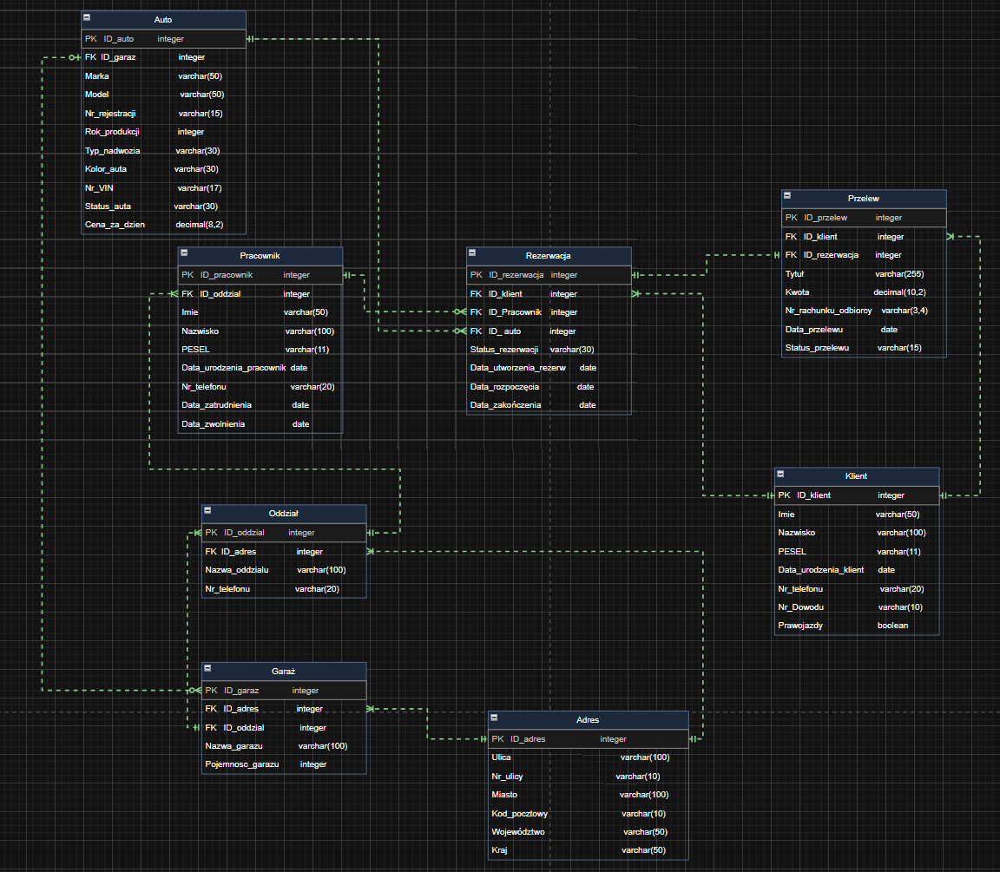 Auto
PK ID_auto integer
FK ID_garaz integer
Marka varchar(50)
Model varchar(50)
Nr_rejestracji varchar(15)
Rok_produkcji integer
Typ_nadwozia varchar(30)
Kolor_auta varchar(30)
Nr_VIN varchar(17)
Status_auta varchar(30)
Cena_za_dzien decimal(8,2)
Pracownik
PK ID_pracownik integer
FK ID_oddzial integer
Imie varchar(50)
Nazwisko varchar(100)
PESEL varchar(11)
Data_urodzenia_pracownik date
Nr_telefonu varchar(20)
Data_zatrudnienia date
Data_zwolnienia date
Rezerwacja
PK ID_rezerwacja integer
FK ID_klient integer
FK ID_Pracownik integer
FK ID_ auto integer
Status_rezerwacji varchar(30)
Data_utworzenia_rezerw date
Data_rozpoczęcia date
Data_zakończenia date
Przelew
PK ID_przelew integer
FK ID_klient integer
FK ID_rezerwacja integer
Tytuł varchar(255)
Kwota decimal(10,2)
Nr_rachunku_odbiorcy varchar(3,4)
Data_przelewu date
Status_przelewu varchar(15)
Klient
PK ID_klient integer
Imie varchar(50)
Nazwisko varchar(100)
PESEL varchar(11)
Data_urodzenia_klient date
Nr_telefonu varchar(20)
Nr_Dowodu varchar(10)
Prawojazdy boolean
Oddział
PK ID_oddzial integer
FK ID_adres integer
Nazwa_oddzialu varchar(100)
Nr_telefonu varchar(20)
Garaż
PK ID_garaz integer
FK ID_adres integer
FK ID_oddzial integer
Nazwa_garazu varchar(100)
Pojemnosc_garazu integer
Adres
PK ID_adres integer
Ulica varchar(100)
Nr_ulicy varchar(10)
Miasto varchar(100)
Kod_pocztowy varchar(10)
Województwo varchar(50)
Kraj varchar(50)